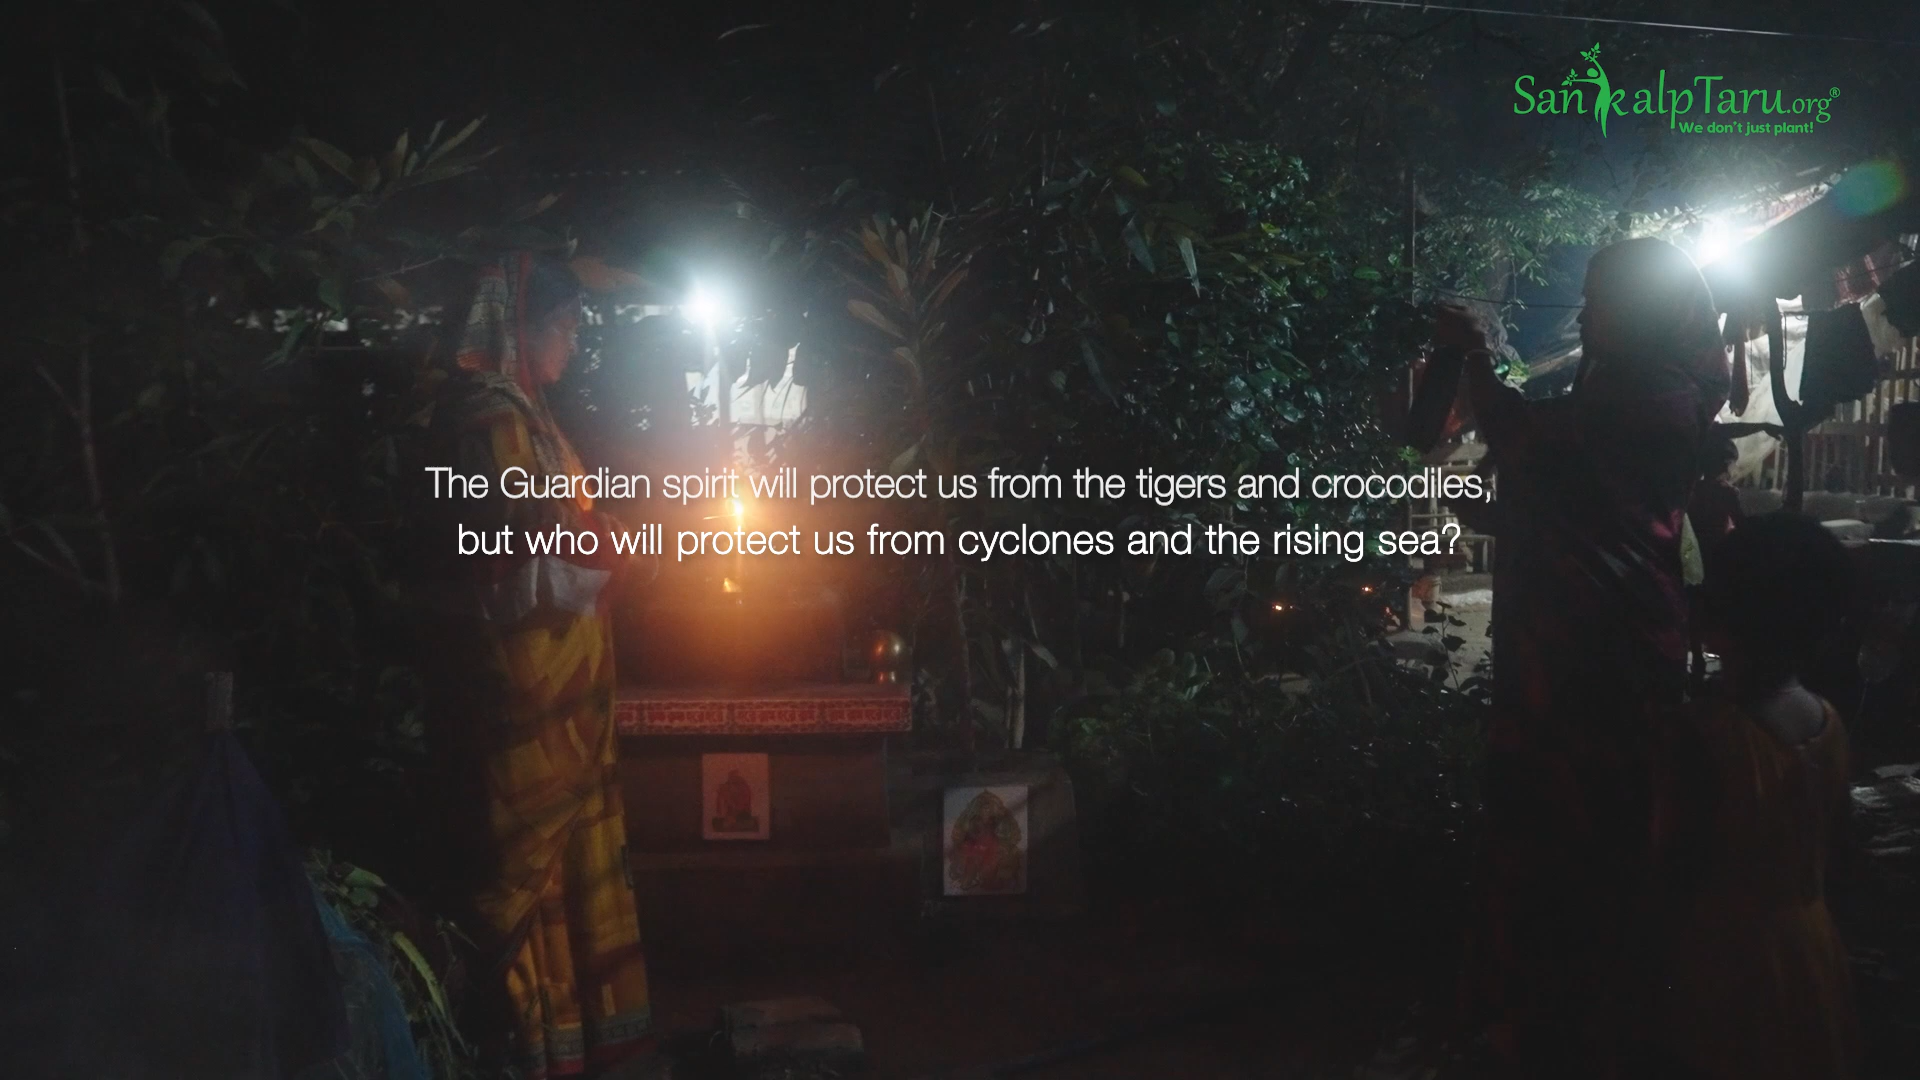 SankalpTaru.org®
We don't just plant!
The Guardian spirit will protect us from the tigers and crocodiles,
but who will protect us from cyclones and the rising sea?